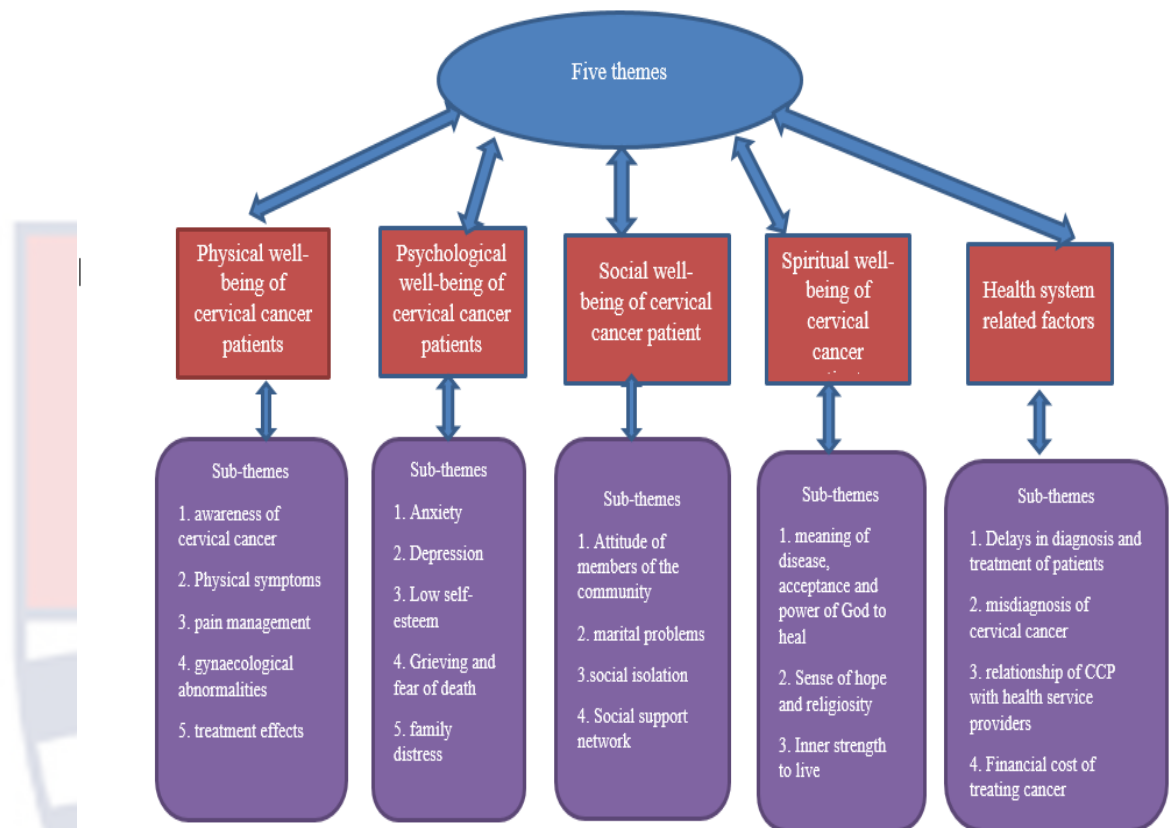 Five themes
Physical well-
being of
cervical cancer
patients
Psychological
well-being of
cervical cancer
patients
Social well-
being of cervical
cancer patient
Spiritual well-
being of
cervical
cancer
Health system
related factors
Sub-themes
1. awareness of
cervical cancer
2. Physical symptoms
3. pain management
4. gynaecological
abnormalities
5. treatment effects
Sub-themes
1. Anxiety
2. Depression
3. Low self-
esteem
4. Grieving and
fear of death
5. family
distress
Sub-themes
1. Attitude of
members of the
community
2. marital problems
3.social isolation
4. Social support
network
Sub-themes
1. meaning of
disease,
acceptance and
power of God to
heal
2. Sense of hope
and religiosity
3. Inner strength
to live
Sub-themes
1. Delays in diagnosis and
treatment of patients
2. misdiagnosis of
cervical cancer
3. relationship of CCP
with health service
providers
4. Financial cost of
treating cancer